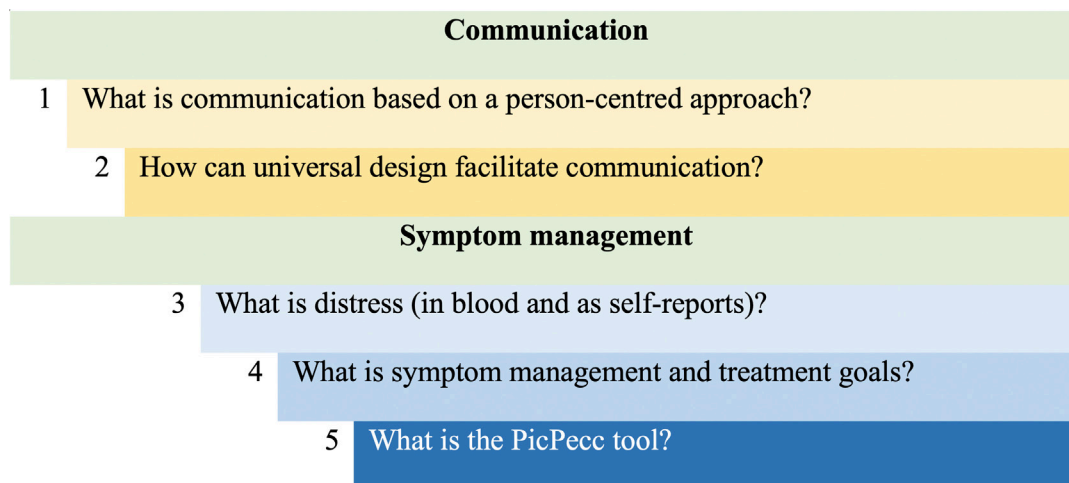 Communication
1 What is communication based on a person-centred approach?
2 How can universal design facilitate communication?
Symptom management
3 What is distress (in blood and as self-reports)?
4 What is symptom management and treatment goals?
5 What is the PicPecc tool?